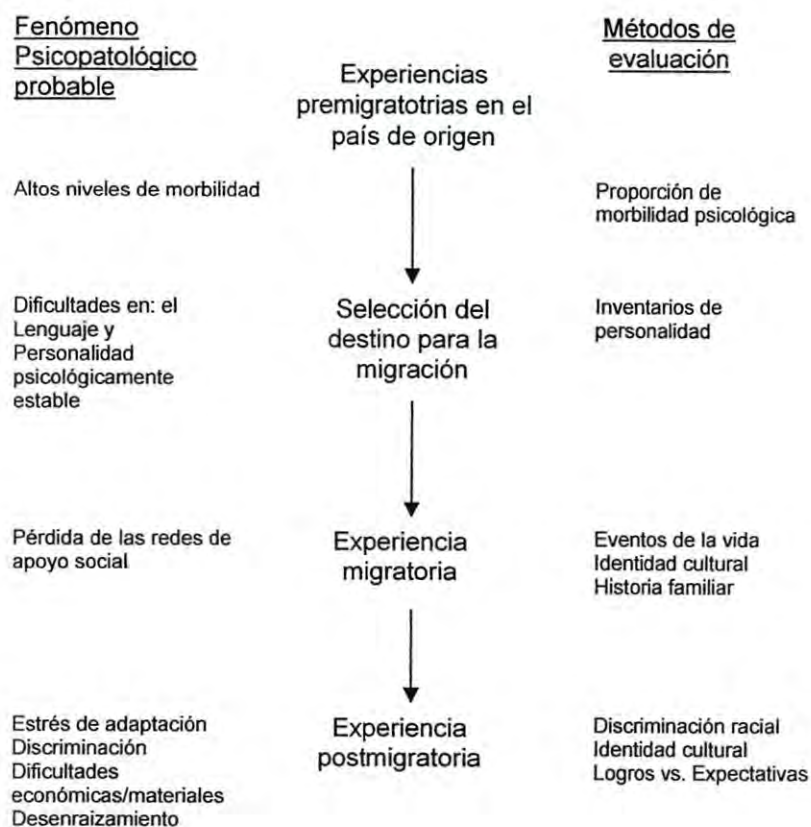 Fenómeno
Psicopatológico
probable
Experiencias
premigratotrias en el
país de origen
Métodos de
evaluación
Altos niveles de morbilidad
Proporción de
morbilidad psicológica
Dificultades en: el
Lenguaje y
Personalidad
psicológicamente
estable
Selección del
destino para la
migración
Inventarios de
personalidad
Pérdida de las redes de
apoyo social
Experiencia
migratoria
Eventos de la vida
Identidad cultural
Historia familiar
Estrés de adaptación
Discriminación
Dificultades
económicas/materiales
Desenraizamiento
Experiencia
postmigratoria
Discriminación racial
Identidad cultural
Logros vs. Expectativas